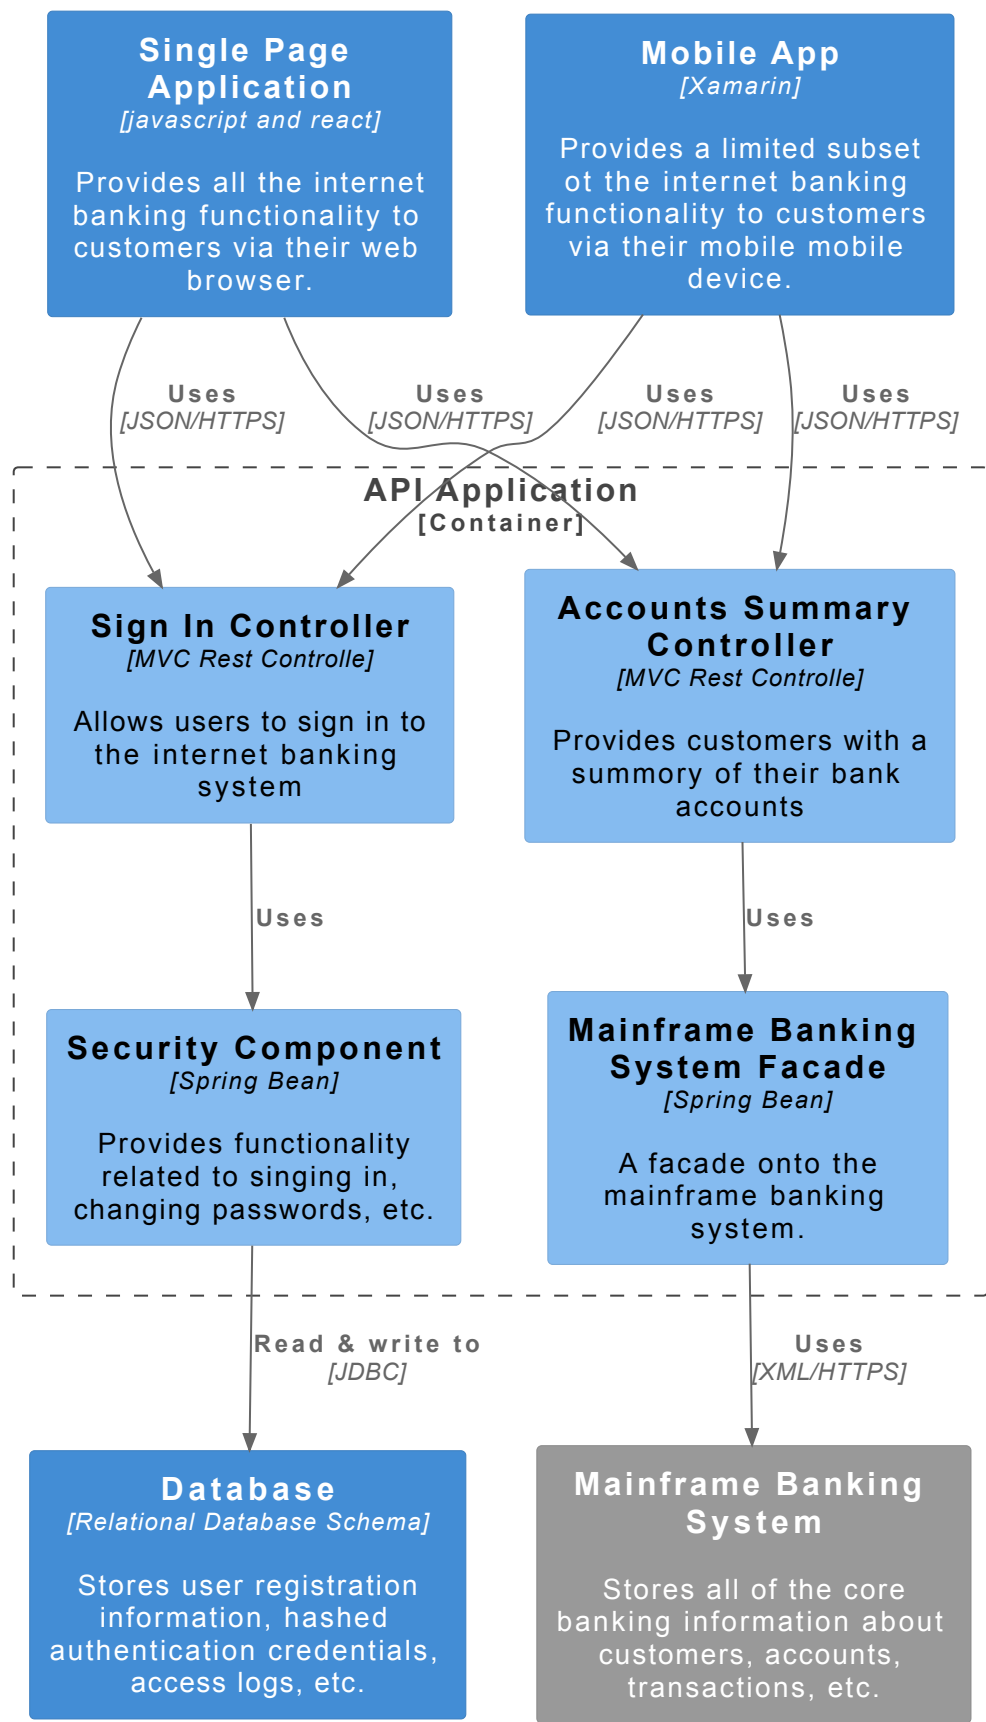 Single Page
Application
[javascript and react]
Provides all the internet
banking functionality to
customers via their web
browser.
Mobile App
[Xamarin]
Provides a limited subset
ot the internet banking
functionality to customers
via their mobile mobile
device.
Uses
[JSON/HTTPS]
Uses
[JSON/HTTPS]
Uses
[JSON/HTTPS]
Uses
[JSON/HTTPS]
API Application
[Container]
Sign In Controller
[MVC Rest Controlle]
Allows users to sign in to
the internet banking
system
Accounts Summary
Controller
[MVC Rest Controlle]
Provides customers with a
summory of their bank
accounts
Uses
Uses
Security Component
[Spring Bean]
Provides functionality
related to singing in,
changing passwords, etc.
Mainframe Banking
System Facade
[Spring Bean]
A facade onto the
mainframe banking
system.
Read & write to
[JDBC]
Uses
[XML/HTTPS]
Database
[Relational Database Schema]
Stores user registration
information, hashed
authentication credentials,
access logs, etc.
Mainframe Banking
System
Stores all of the core
banking information about
customers, accounts,
transactions, etc.